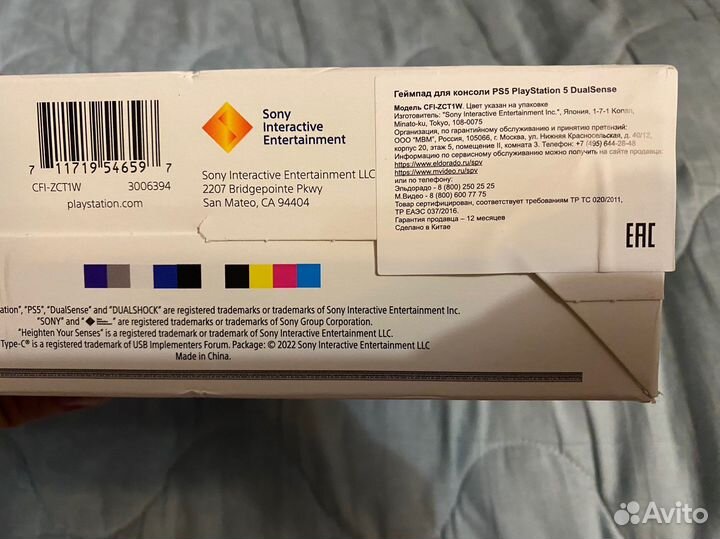 7 11719 54659 7
CFI-ZCT1W 3006394
playstation.com
Sony
Interactive
Entertainment
Sony Interactive Entertainment LLC
2207 Bridgepointe Pkwy
San Mateo, CA 94404
Геймпад для консоли PS5 PlayStation 5 DualSense
Модель CFI-ZCT1W. Цвет указан на упаковке
Изготовитель: "Sony Interactive Entertainment Inc.", Япония, 1-7-1 Konan,
Minato-ku, Tokyo, 108-0075
Организация, по гарантийному обслуживанию и принятию претензий:
ООО "МВМ", Россия, 105066, г. Москва, ул. Нижняя Красносельская, д. 40/12,
корпус 20, этаж 5, помещение II, комната 3. Телефон: +7 (495) 644-28-48
Информацию по сервисному обслуживанию можно получить на сайте продавца:
https://www.eldorado.ru/spv
https://www.mvideo.ru/spv
или по телефону:
Эльдорадо - 8 (800) 250 25 25
М.Видео - 8 (800) 600 77 75
Товар сертифицирован, соответствует требованиям ТР ТС 020/2011,
ТР ЕАЭС 037/2016.
Гарантия продавца – 12 месяцев
Сделано в Китае
EAC
ation", "PS5", "DualSense" and "DUALSHOCK" are registered trademarks or trademarks of Sony Interactive Entertainment Inc.
"SONY" and " " are registered trademarks or trademarks of Sony Group Corporation.
"Heighten Your Senses" is a trademark of Sony Interactive Entertainment LLC
Type-C® is a registered trademark of USB Implementers Forum. Package: © 2022 Sony Interactive Entertainment LLC
Made in China.
Avito